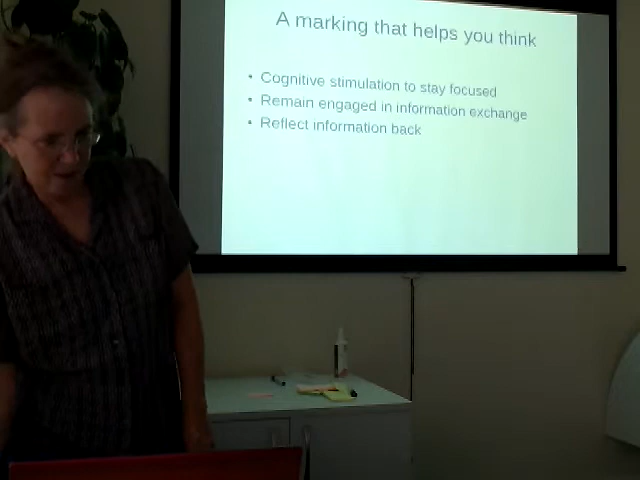 A marking that helps you think
• Cognitive stimulation to stay focused
• Remain engaged in information exchange
• Reflect information back